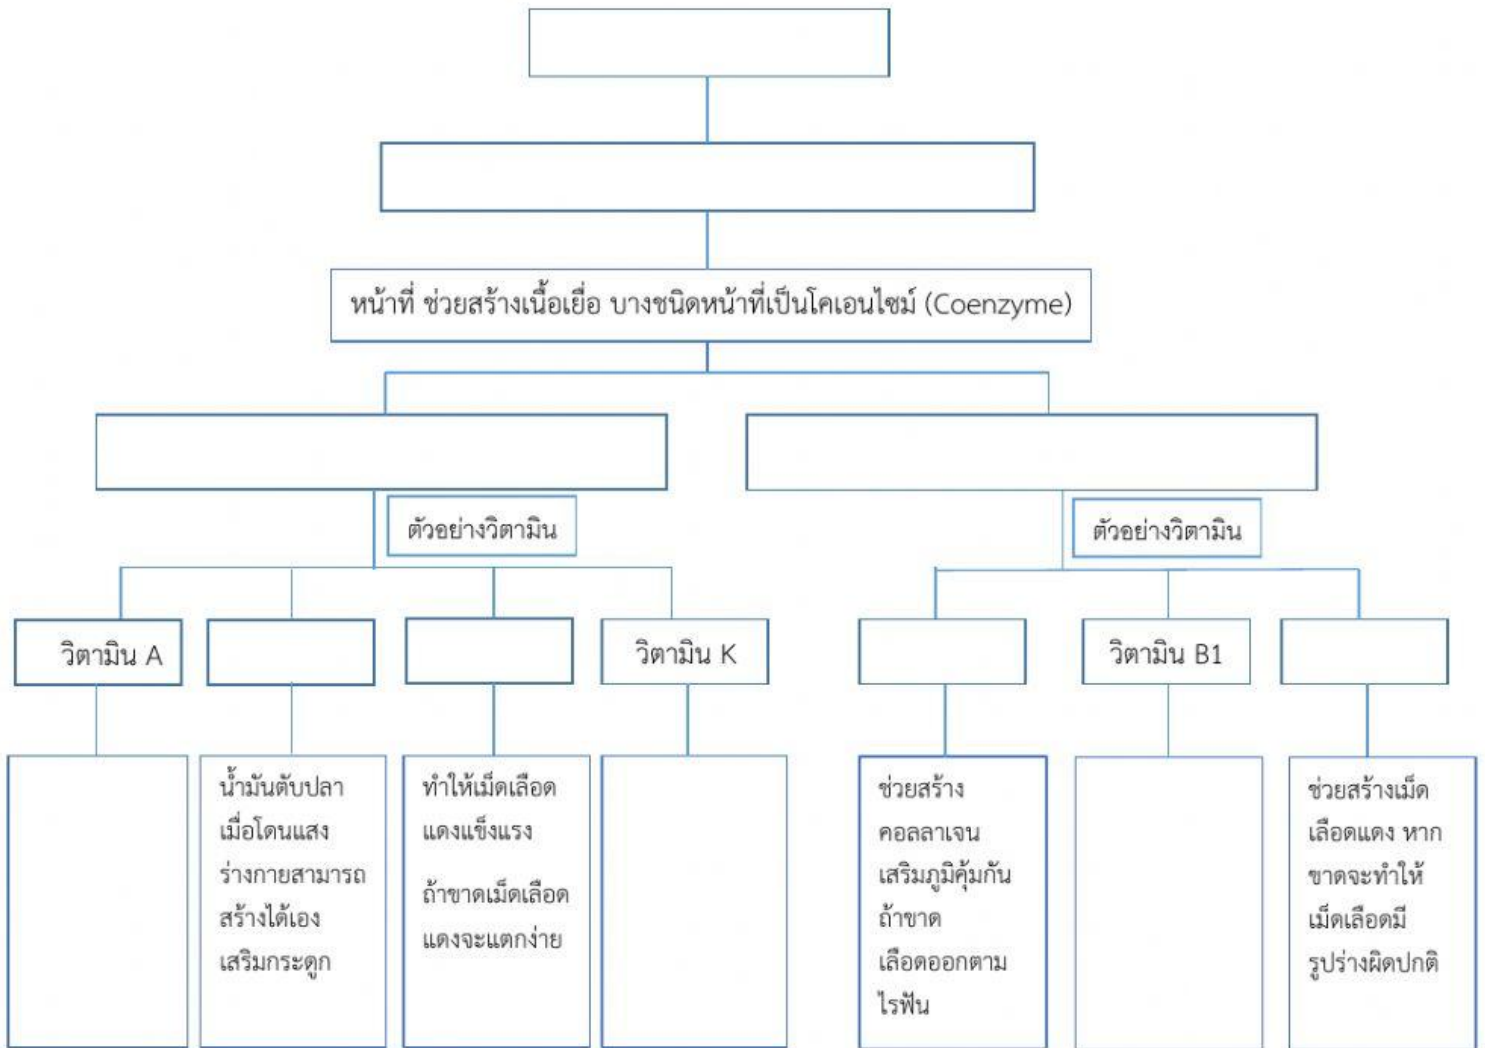 หน้าที่ ช่วยสร้างเนื้อเยื่อ บางชนิดหน้าที่เป็นโคเอนไซม์ (Coenzyme)
ตัวอย่างวิตามิน
ตัวอย่างวิตามิน
วิตามิน A
วิตามิน K
วิตามิน B1
น้ำมันตับปลา
เมื่อโดนแสง
ร่างกายสามารถ
สร้างได้เอง
เสริมกระดูก
ทำให้เม็ดเลือด
แดงแข็งแรง
ถ้าขาดเม็ดเลือด
แดงจะแตกง่าย
ช่วยสร้าง
คอลลาเจน
เสริมภูมิคุ้มกัน
ถ้าขาด
เลือดออกตาม
ไรฟัน
ช่วยสร้างเม็ด
เลือดแดง หาก
ขาดจะทำให้
เม็ดเลือดมี
รูปร่างผิดปกติ